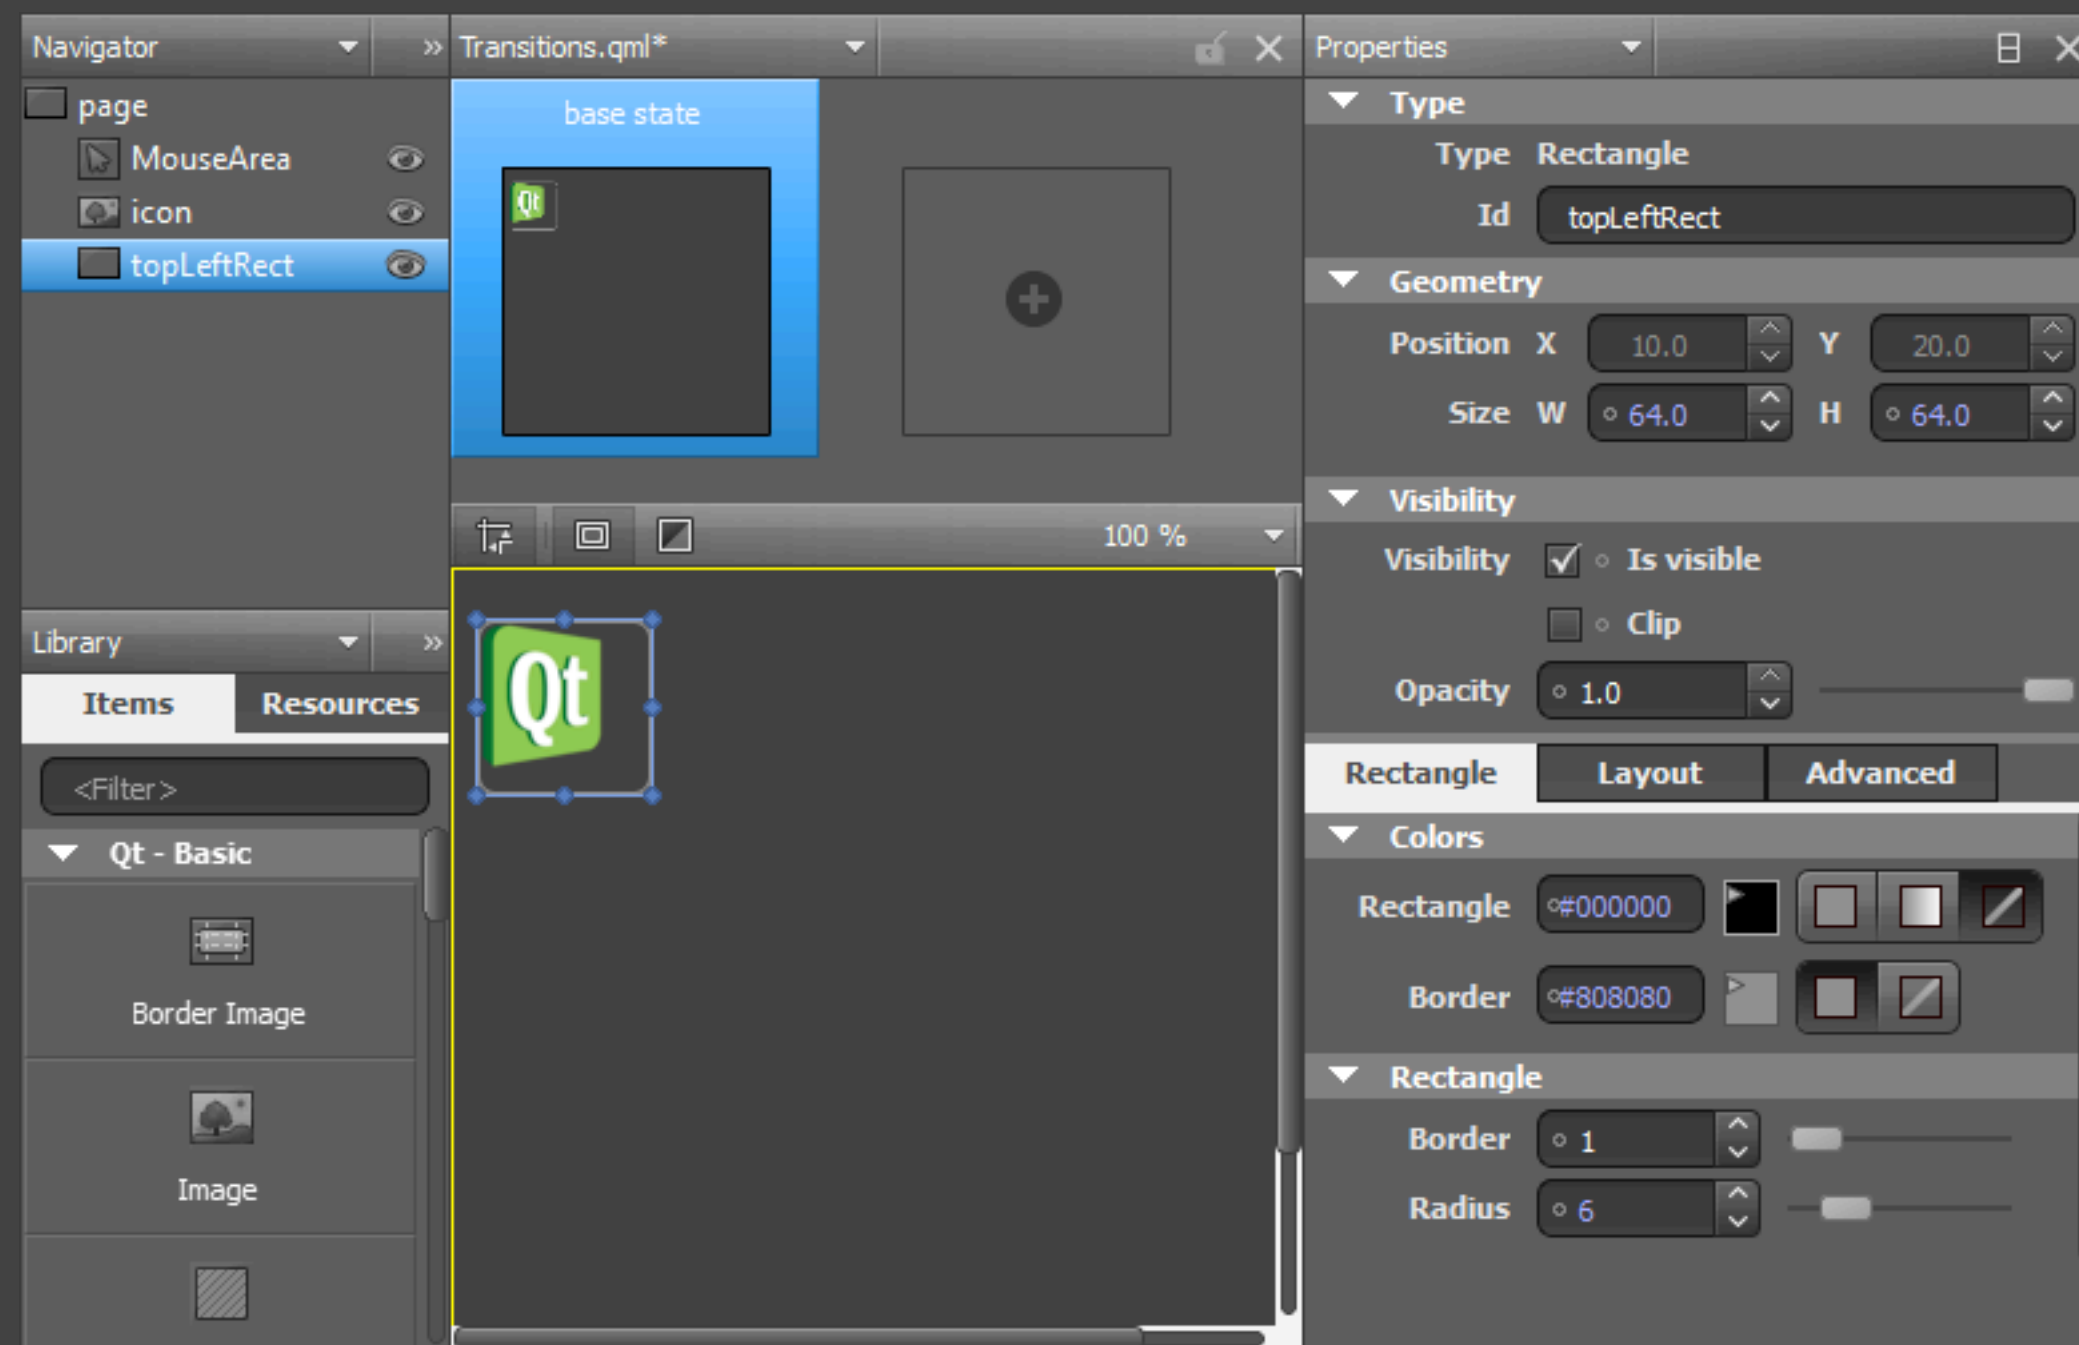 Navigator
page
MouseArea
icon
topLeftRect
Library
Items Resources
<Filter>
Qt - Basic
Border Image
Image
Transitions.qml*
base state
Qt
100 %
Qt
Properties
Type
Type Rectangle
Id topLeftRect
Geometry
Position X 10.0 Y 20.0
Size W 64.0 H 64.0
Visibility
Visibility Is visible
Clip
Opacity 1.0
Rectangle Layout Advanced
Colors
Rectangle #000000
Border #808080
Rectangle
Border 1
Radius 6